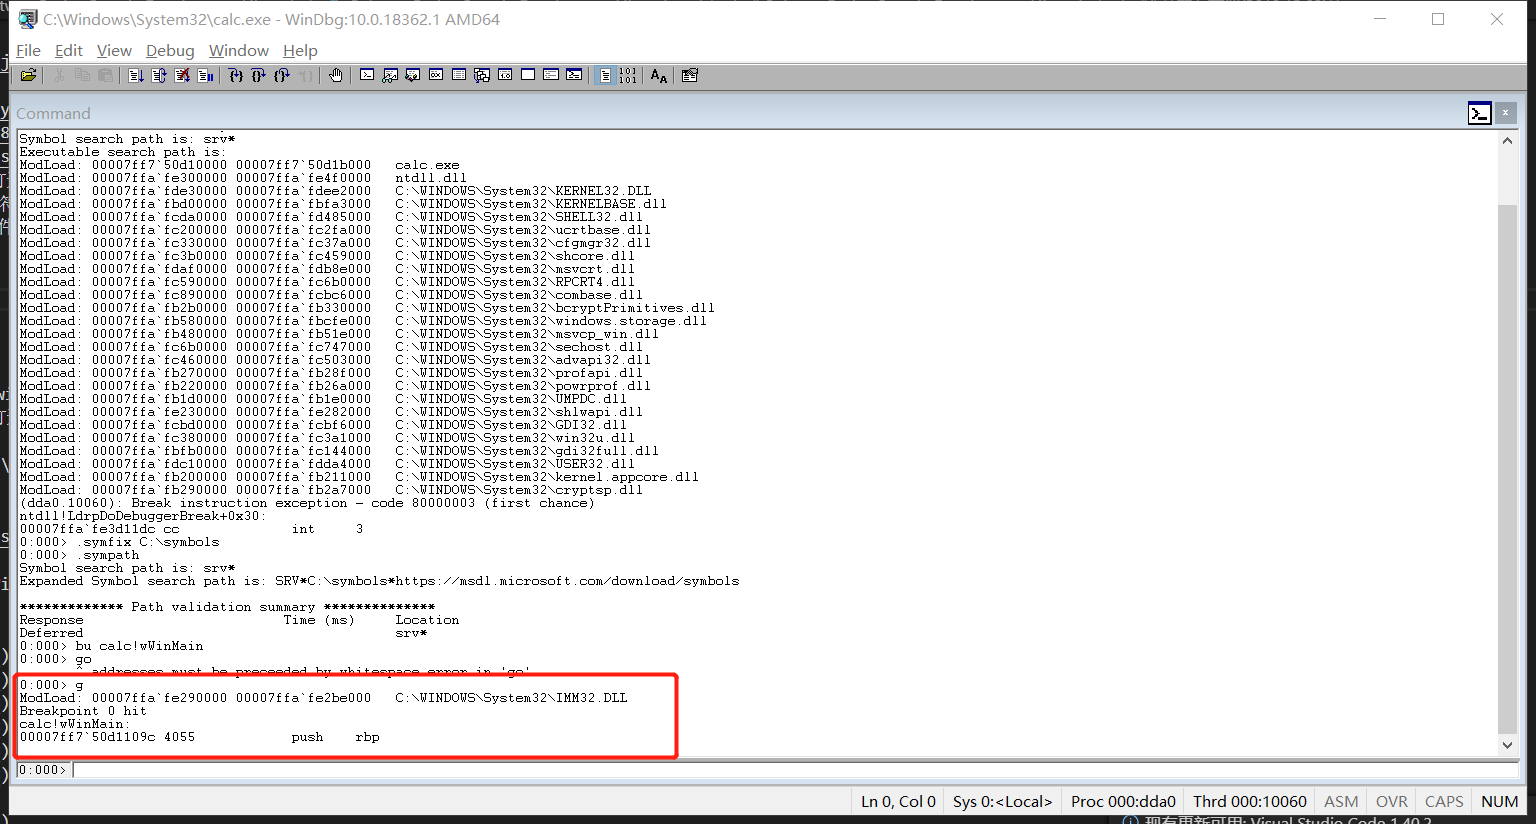 C:\Windows\System32\calc.exe - WinDbg:10.0.18362.1 AMD64
File Edit View Debug Window Help
Command
Symbol search path is: srv*
Executable search path is:
ModLoad: 00007ff7`50d10000 00007ff7`50d1b000 calc.exe
ModLoad: 00007ffa`fe300000 00007ffa`fe4f0000 ntdll.dll
ModLoad: 00007ffa`fde30000 00007ffa`fdee2000 C:\WINDOWS\System32\KERNEL32.DLL
ModLoad: 00007ffa`fbd00000 00007ffa`fbfa3000 C:\WINDOWS\System32\KERNELBASE.dll
ModLoad: 00007ffa`fcda0000 00007ffa`fd485000 C:\WINDOWS\System32\SHELL32.dll
ModLoad: 00007ffa`fc200000 00007ffa`fc2fa000 C:\WINDOWS\System32\ucrtbase.dll
ModLoad: 00007ffa`fc330000 00007ffa`fc37a000 C:\WINDOWS\System32\cfgmgr32.dll
ModLoad: 00007ffa`fc3b0000 00007ffa`fc459000 C:\WINDOWS\System32\shcore.dll
ModLoad: 00007ffa`fdaf0000 00007ffa`fdb8e000 C:\WINDOWS\System32\msvcrt.dll
ModLoad: 00007ffa`fc590000 00007ffa`fc6b0000 C:\WINDOWS\System32\RPCRT4.dll
ModLoad: 00007ffa`fc890000 00007ffa`fcbc6000 C:\WINDOWS\System32\combase.dll
ModLoad: 00007ffa`fb2b0000 00007ffa`fb330000 C:\WINDOWS\System32\bcryptPrimitives.dll
ModLoad: 00007ffa`fb580000 00007ffa`fbcfe000 C:\WINDOWS\System32\windows.storage.dll
ModLoad: 00007ffa`fb480000 00007ffa`fb51e000 C:\WINDOWS\System32\msvcp_win.dll
ModLoad: 00007ffa`fc6b0000 00007ffa`fc747000 C:\WINDOWS\System32\sechost.dll
ModLoad: 00007ffa`fc460000 00007ffa`fc503000 C:\WINDOWS\System32\advapi32.dll
ModLoad: 00007ffa`fb270000 00007ffa`fb28f000 C:\WINDOWS\System32\profapi.dll
ModLoad: 00007ffa`fb220000 00007ffa`fb26a000 C:\WINDOWS\System32\powrprof.dll
ModLoad: 00007ffa`fb1d0000 00007ffa`fb1e0000 C:\WINDOWS\System32\UMPDC.dll
ModLoad: 00007ffa`fe230000 00007ffa`fe282000 C:\WINDOWS\System32\shlwapi.dll
ModLoad: 00007ffa`fcbd0000 00007ffa`fcbf6000 C:\WINDOWS\System32\GDI32.dll
ModLoad: 00007ffa`fc380000 00007ffa`fc3a1000 C:\WINDOWS\System32\win32u.dll
ModLoad: 00007ffa`fbfb0000 00007ffa`fc144000 C:\WINDOWS\System32\gdi32full.dll
ModLoad: 00007ffa`fdc10000 00007ffa`fdda4000 C:\WINDOWS\System32\USER32.dll
ModLoad: 00007ffa`fb200000 00007ffa`fb211000 C:\WINDOWS\System32\kernel.appcore.dll
ModLoad: 00007ffa`fb290000 00007ffa`fb2a7000 C:\WINDOWS\System32\cryptsp.dll
(dda0.10060): Break instruction exception - code 80000003 (first chance)
ntdll!LdrpDoDebuggerBreak+0x30:
00007ffa`fe3d11dc cc int 3
0:000> .symfix C:\symbols
0:000> .sympath
Symbol search path is: srv*
Expanded Symbol search path is: SRV*C:\symbols*https://msdl.microsoft.com/download/symbols
************* Path validation summary **************
Response Time (ms) Location
Deferred srv*
0:000> bu calc!wWinMain
0:000> go
^ addresses must be preceeded by whitespace error in 'go'
0:000> g
ModLoad: 00007ffa`fe290000 00007ffa`fe2be000 C:\WINDOWS\System32\IMM32.DLL
Breakpoint 0 hit
calc!wWinMain:
00007ff7`50d1109c 4055 push rbp
0:000>
Ln 0, Col 0 Sys 0:<Local> Proc 000:dda0 Thrd 000:10060 ASM OVR CAPS NUM
现有更新可用: Visual Studio Code 1.40.2